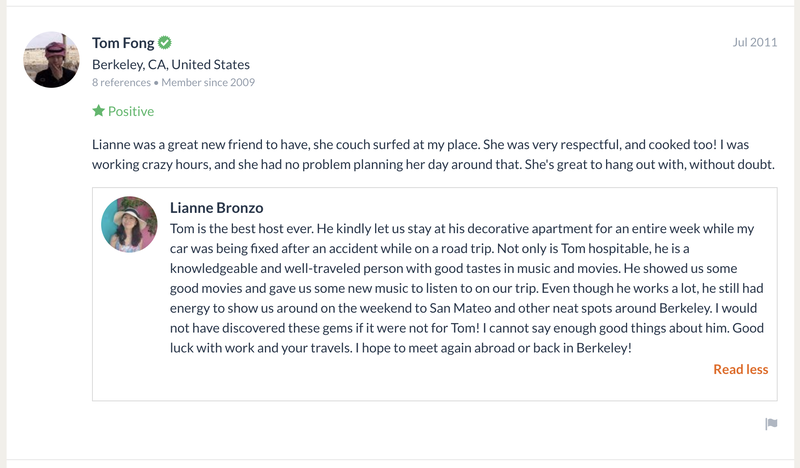 Tom Fong
Jul 2011
Berkeley, CA, United States
8 references • Member since 2009
Positive
Lianne was a great new friend to have, she couch surfed at my place. She was very respectful, and cooked too! I was
working crazy hours, and she had no problem planning her day around that. She's great to hang out with, without doubt.
Lianne Bronzo
Tom is the best host ever. He kindly let us stay at his decorative apartment for an entire week while my
car was being fixed after an accident while on a road trip. Not only is Tom hospitable, he is a
knowledgeable and well-traveled person with good tastes in music and movies. He showed us some
good movies and gave us some new music to listen to on our trip. Even though he works a lot, he still had
energy to show us around on the weekend to San Mateo and other neat spots around Berkeley. I would
not have discovered these gems if it were not for Tom! I cannot say enough good things about him. Good
luck with work and your travels. I hope to meet again abroad or back in Berkeley!
Read less